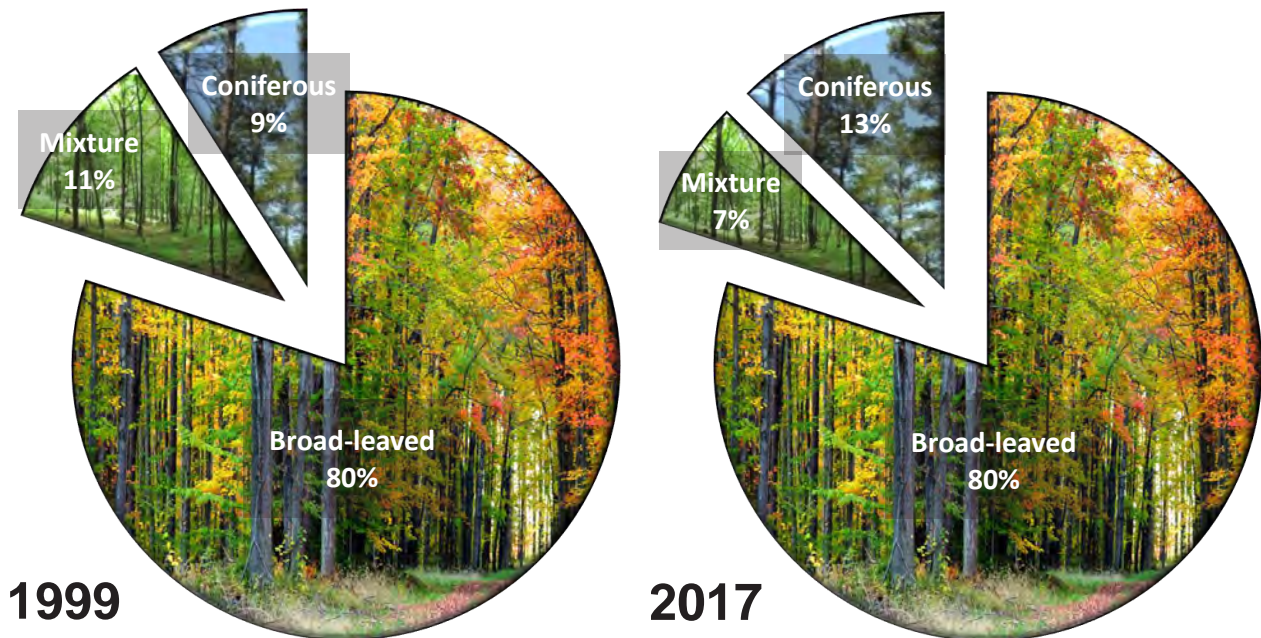 Coniferous
9%
Mixture
11%
Broad-leaved
80%
1999
Coniferous
13%
Mixture
7%
Broad-leaved
80%
2017